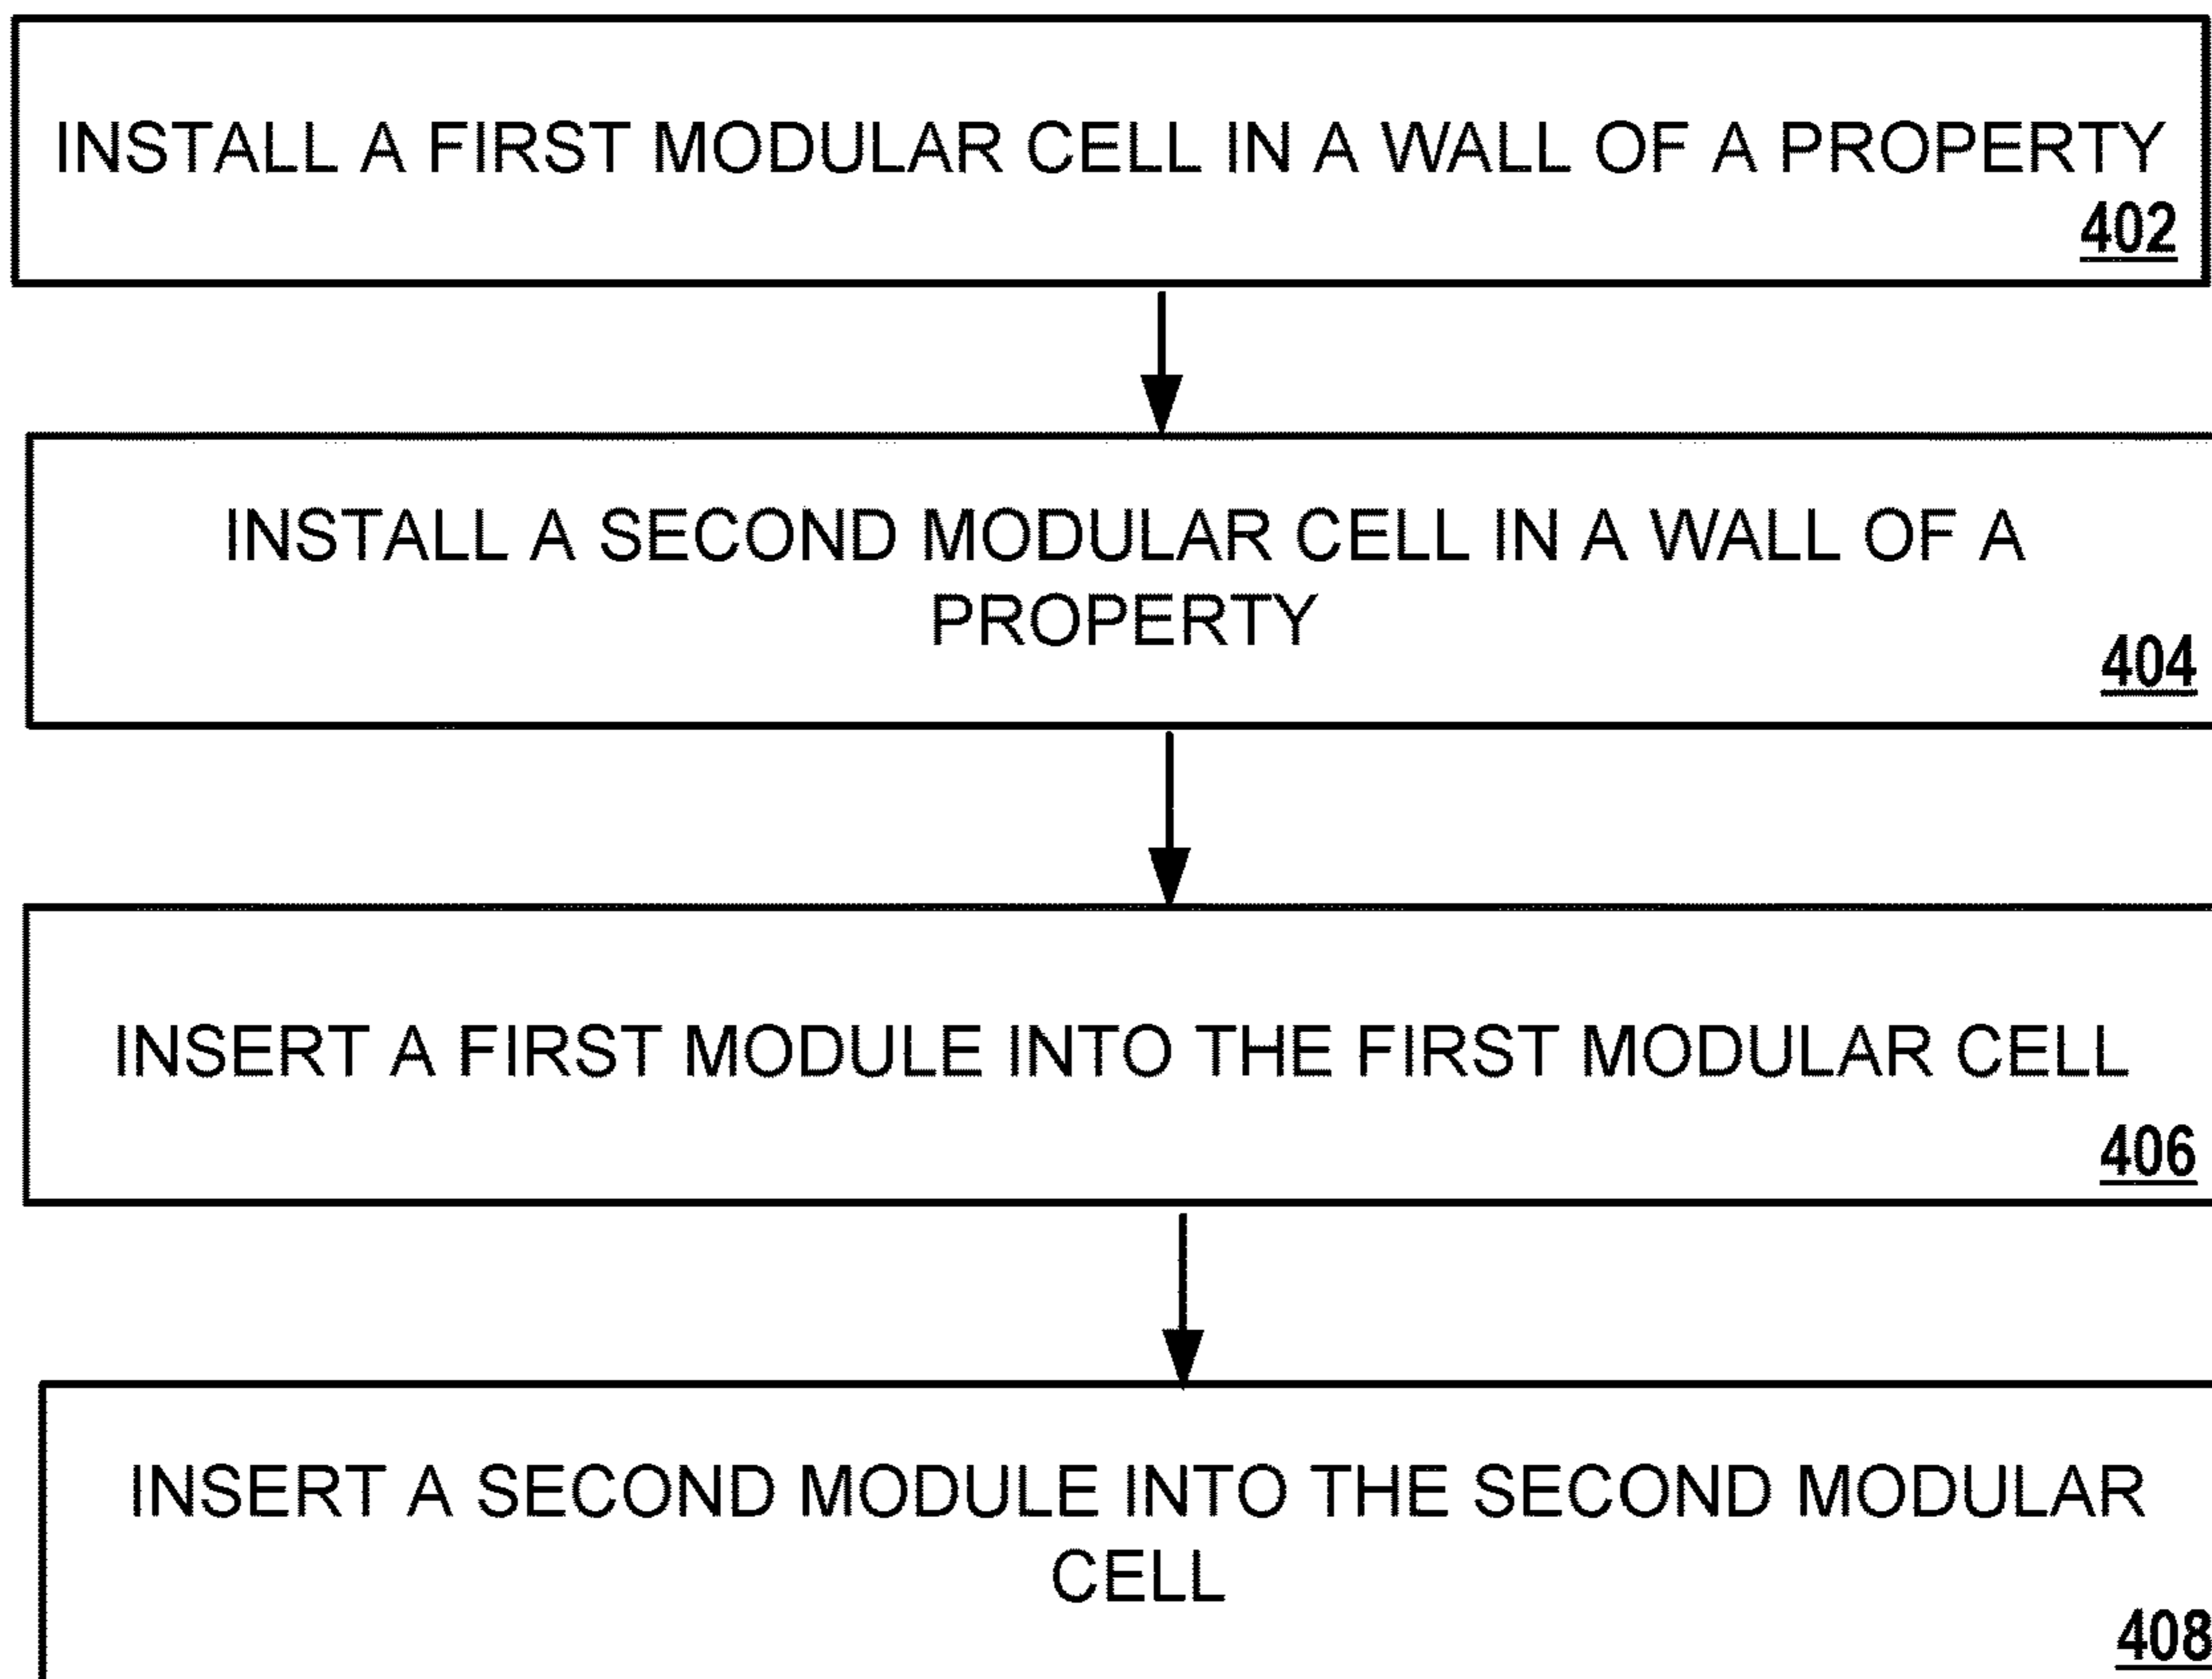 INSTALL A FIRST MODULAR CELL IN A WALL OF A PROPERTY
402
INSTALL A SECOND MODULAR CELL IN A WALL OF A
PROPERTY
404
INSERT A FIRST MODULE INTO THE FIRST MODULAR CELL
406
INSERT A SECOND MODULE INTO THE SECOND MODULAR
CELL
408